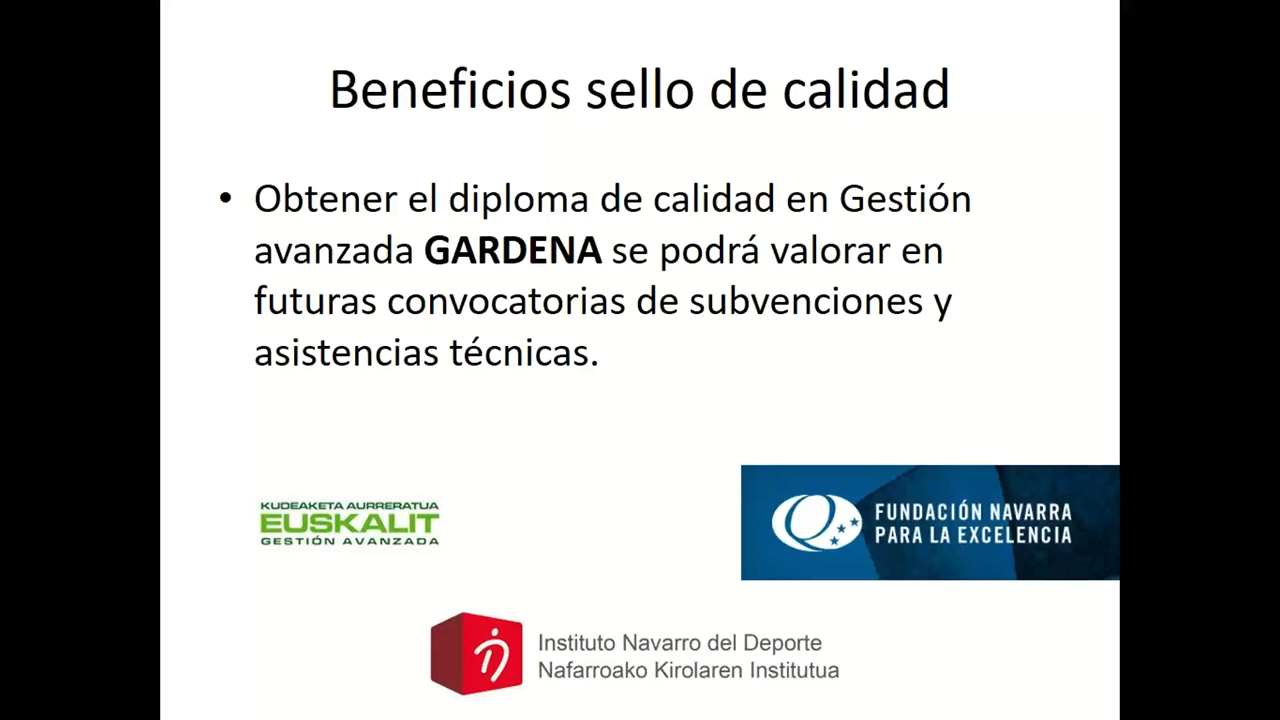 Beneficios sello de calidad
• Obtener el diploma de calidad en Gestión
avanzada GARDENA se podrá valorar en
futuras convocatorias de subvenciones y
asistencias técnicas.
KUDEAKETA AURRERATUA
EUSKALIT
GESTIÓN AVANZADA
FUNDACIÓN NAVARRA
PARA LA EXCELENCIA
Instituto Navarro del Deporte
Nafarroako Kirolaren Institutua